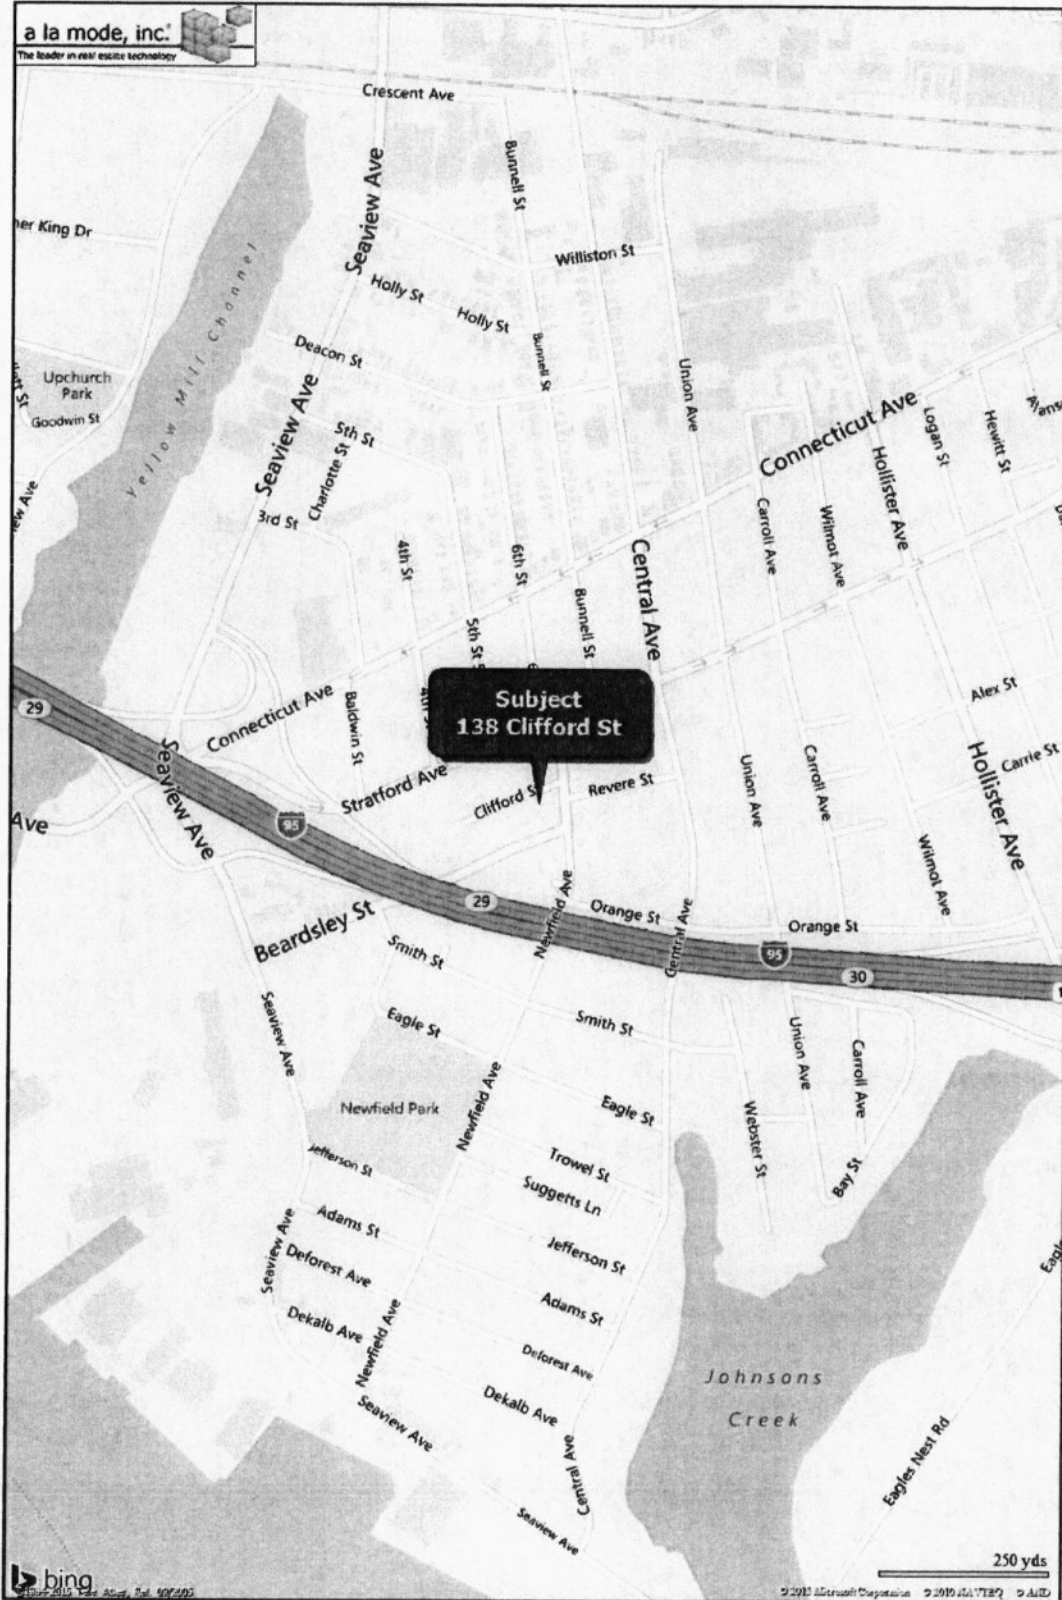 a la mode, inc.
The leader in real estate technology
Crescent Ave
Bunnell St
Seaview Ave
her King Dr
Williston St
Holly St
Holly St
Yellow Mill Channel
Deacon St
Bunnell St
Upchurch
Park
Goodwin St
Union Ave
Seaview Ave
5th St
Charlotte St
3rd St
Connecticut Ave
Logan St
Hewitt St
Hollister Ave
Carroll Ave
Wilmot Ave
4th St
6th St
Central Ave
Bunnell St
5th St S
Subject
138 Clifford St
Alex St
29
Connecticut Ave
Baldwin St
Carrie St
Hollister Ave
Seaview Ave
Stratford Ave
Clifford St
Revere St
Union Ave
Carroll Ave
Ave
95
Wilmot Ave
29
Newfield Ave
Orange St
Central Ave
Orange St
Beardsley St
Smith St
95
30
Seaview Ave
Eagle St
Smith St
Union Ave
Carroll Ave
Newfield Park
Newfield Ave
Eagle St
Webster St
Jefferson St
Trowel St
Suggetts Ln
Bay St
Adams St
Seaview Ave
Deforest Ave
Jefferson St
Dekalb Ave
Newfield Ave
Adams St
Deforest Ave
Johnsons
Creek
Dekalb Ave
Seaview Ave
Central Ave
Eagles Nest Rd
Seaview Ave
250 yds
bing